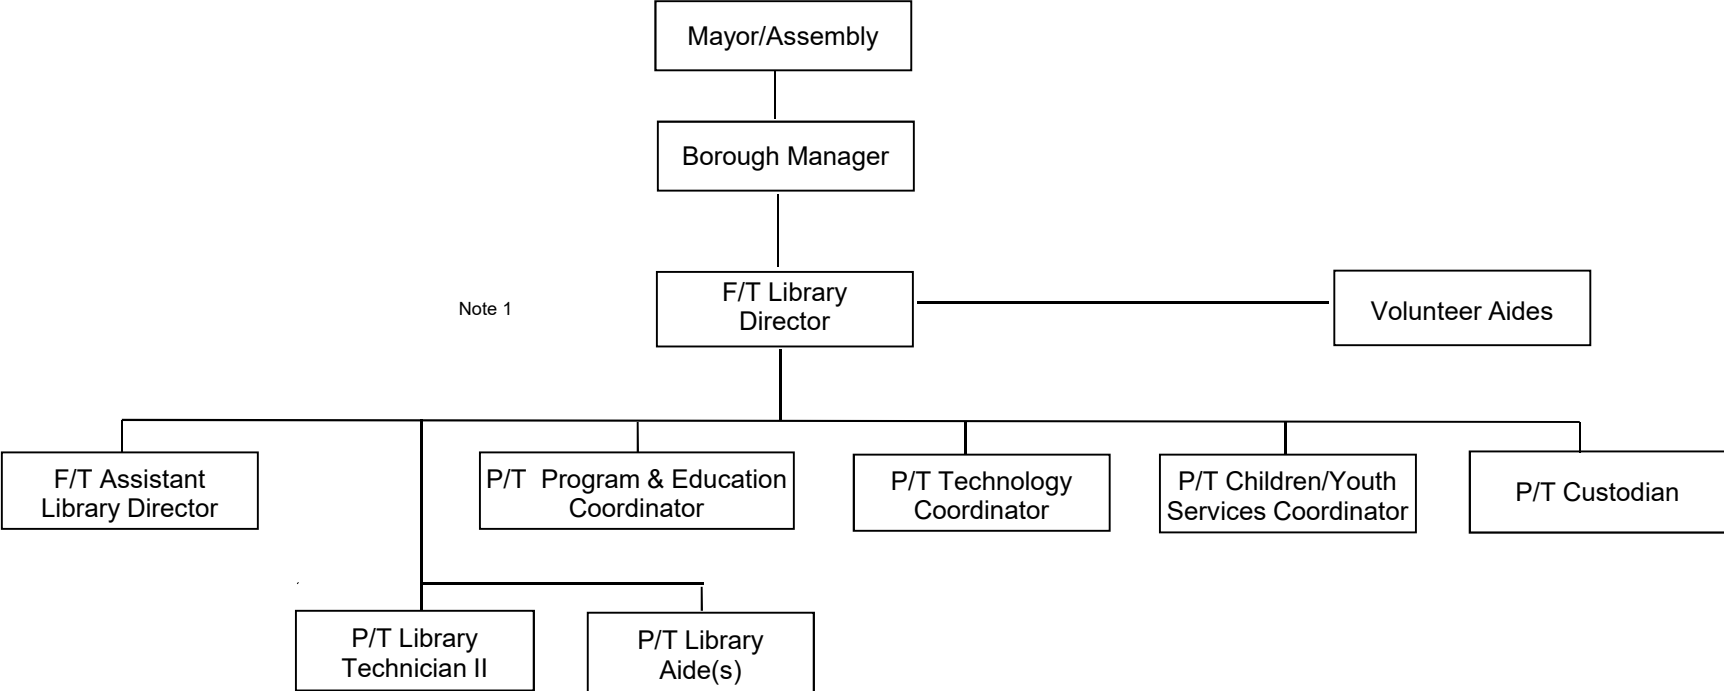 Mayor/Assembly
Borough Manager
Note 1
F/T Library
Director
Volunteer Aides
F/T Assistant
Library Director
P/T  Program & Education
Coordinator
P/T Technology
Coordinator
P/T Children/Youth
Services Coordinator
P/T Custodian
P/T Library
Technician II
P/T Library
Aide(s)